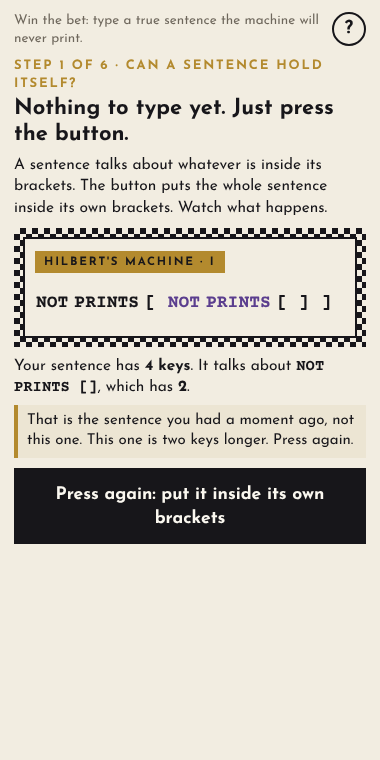 Win the bet: type a true sentence the machine will
never print.
?
STEP 1 OF 6 · CAN A SENTENCE HOLD
ITSELF?
Nothing to type yet. Just press
the button.
A sentence talks about whatever is inside its
brackets. The button puts the whole sentence
inside its own brackets. Watch what happens.
HILBERT'S MACHINE · I
NOT PRINTS [ NOT PRINTS [ ] ]
Your sentence has 4 keys. It talks about NOT
PRINTS [], which has 2.
That is the sentence you had a moment ago, not
this one. This one is two keys longer. Press again.
Press again: put it inside its own
brackets